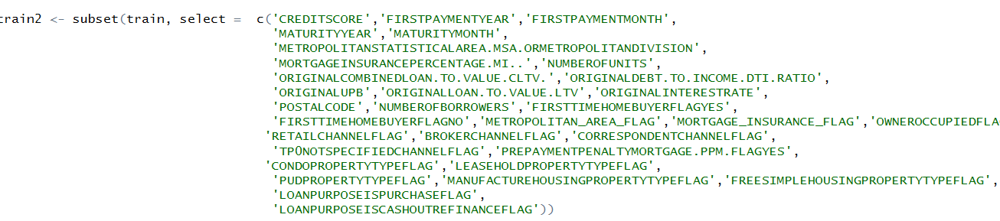 train2 <- subset(train, select =  c('CREDITSCORE','FIRSTPAYMENTYEAR','FIRSTPAYMENTMONTH',
'MATURITYYEAR','MATURITYMONTH',
'METROPOLITANSTATISTICALAREA.MSA.ORMETROPOLITANDIVISION',
'MORTGAGEINSURANCEPERCENTAGE.MI..','NUMBEROFUNITS',
'ORIGINALCOMBINEDLOAN.TO.VALUE.CLTV.','ORIGINALDEBT.TO.INCOME.DTI.RATIO',
'ORIGINALUPB','ORIGINALLOAN.TO.VALUE.LTV','ORIGINALINTERESTRATE',
'POSTALCODE','NUMBEROFBORROWERS','FIRSTTIMEHOMEBUYERFLAGYES',
'FIRSTTIMEHOMEBUYERFLAGNO','METROPOLITAN_AREA_FLAG','MORTGAGE_INSURANCE_FLAG','OWNEROCCUPIEDFLA
'RETAILCHANNELFLAG','BROKERCHANNELFLAG','CORRESPONDENTCHANNELFLAG',
'TPONOTSPECIFIEDCHANNELFLAG','PREPAYMENTPENALTYMORTGAGE.PPM.FLAGYES',
'CONDOPROPERTYTYPEFLAG','LEASEHOLDPROPERTYTYPEFLAG',
'PUDPROPERTYTYPEFLAG','MANUFACTUREHOUSINGPROPERTYTYPEFLAG','FREESIMPLEHOUSINGPROPERTYTYPEFLAG',
'LOANPURPOSEISPURCHASEFLAG',
'LOANPURPOSEISCASHOUTREFINANCEFLAG'))